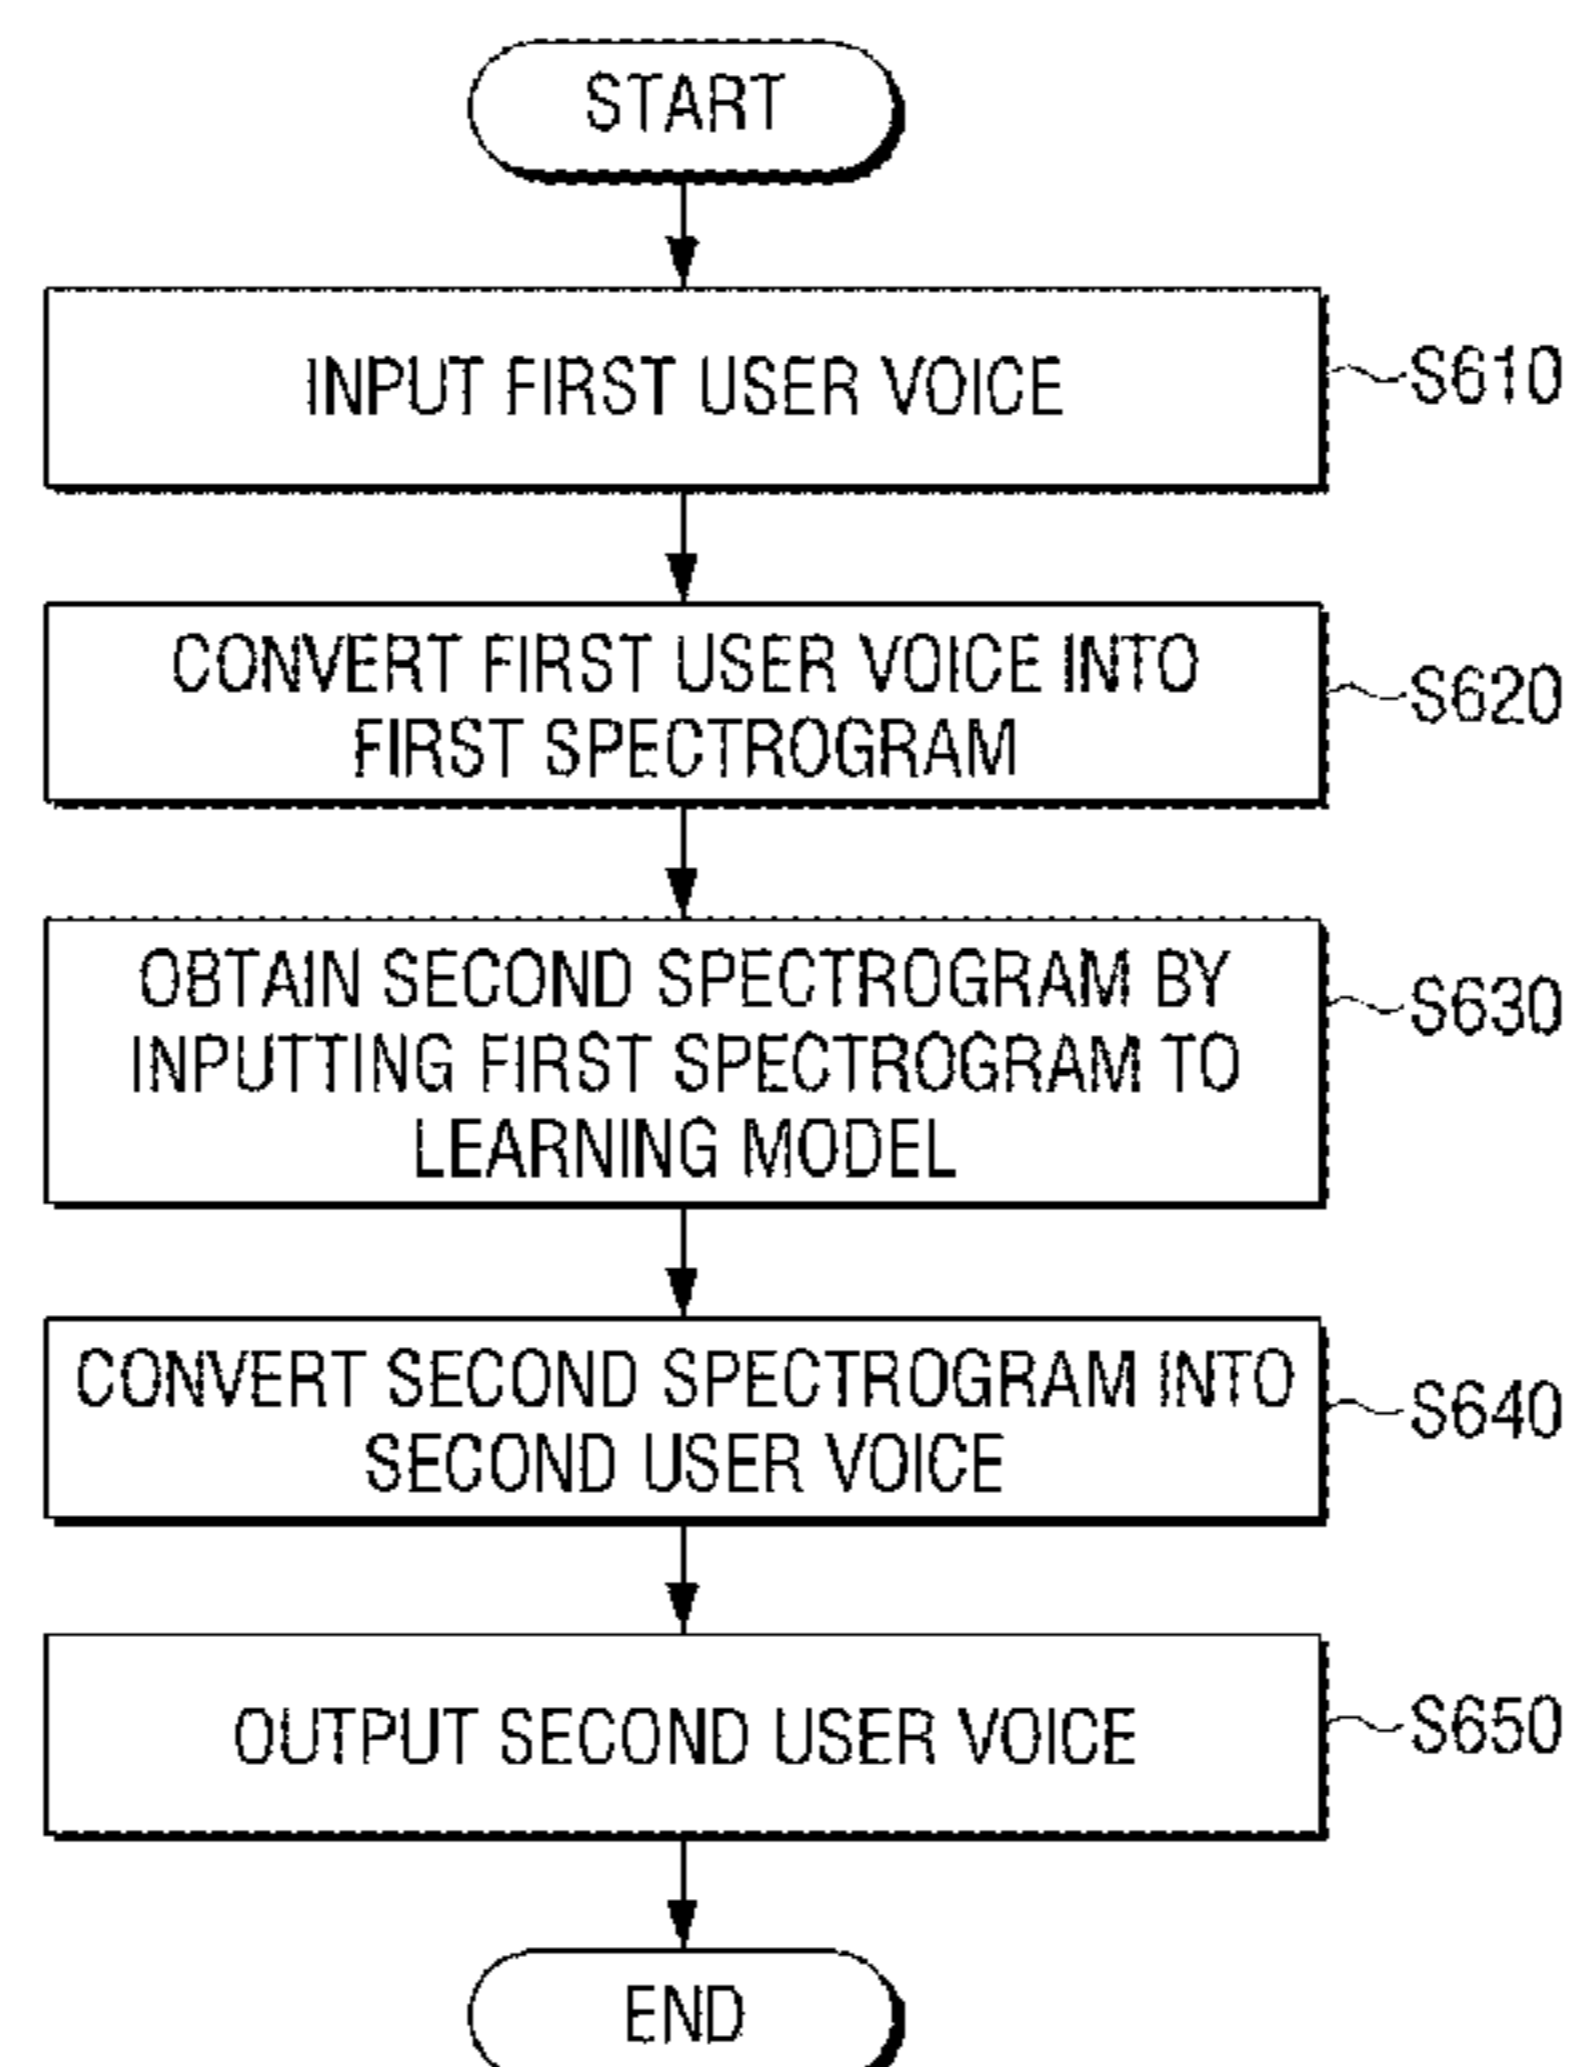 START
INPUT FIRST USER VOICE
S610
CONVERT FIRST USER VOICE INTO
FIRST SPECTROGRAM
S620
OBTAIN SECOND SPECTROGRAM BY
INPUTTING FIRST SPECTROGRAM TO
LEARNING MODEL
S630
CONVERT SECOND SPECTROGRAM INTO
SECOND USER VOICE
S640
OUTPUT SECOND USER VOICE
S650
END